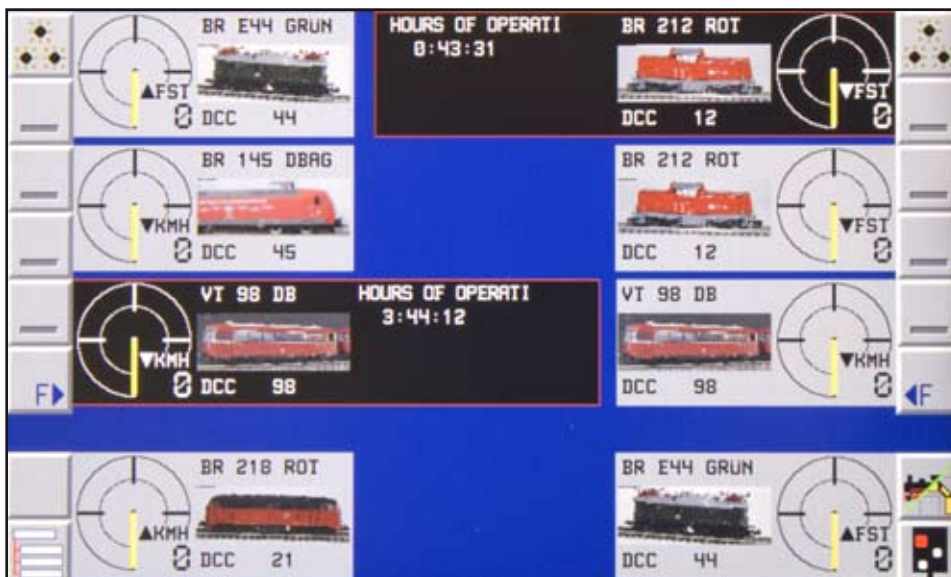 BR E44 GRÜN
▲FST
0
DCC 44
HOURS OF OPERATI
0:43:31
BR 212 ROT
▼FST
0
DCC 12
BR 145 DBAG
▼KMH
0
DCC 45
BR 212 ROT
▼FST
0
DCC 12
VT 98 DB
▼KMH
0
DCC 98
HOURS OF OPERATI
3:44:12
VT 98 DB
▼KMH
0
DCC 98
F▶
◀F
BR 218 ROT
▲KMH
0
DCC 21
BR E44 GRÜN
▲FST
0
DCC 44